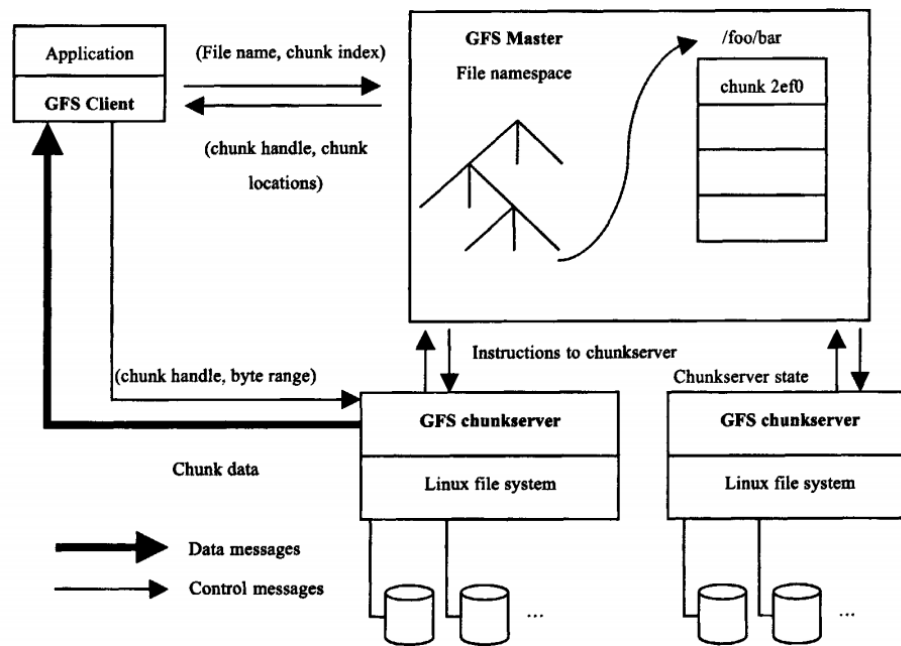 Application
GFS Client
(File name, chunk index)
(chunk handle, chunk
locations)
GFS Master
File namespace
/foo/bar
chunk 2ef0
Instructions to chunkserver
Chunkserver state
(chunk handle, byte range)
GFS chunkserver
Linux file system
GFS chunkserver
Linux file system
Chunk data
Data messages
Control messages
...
...